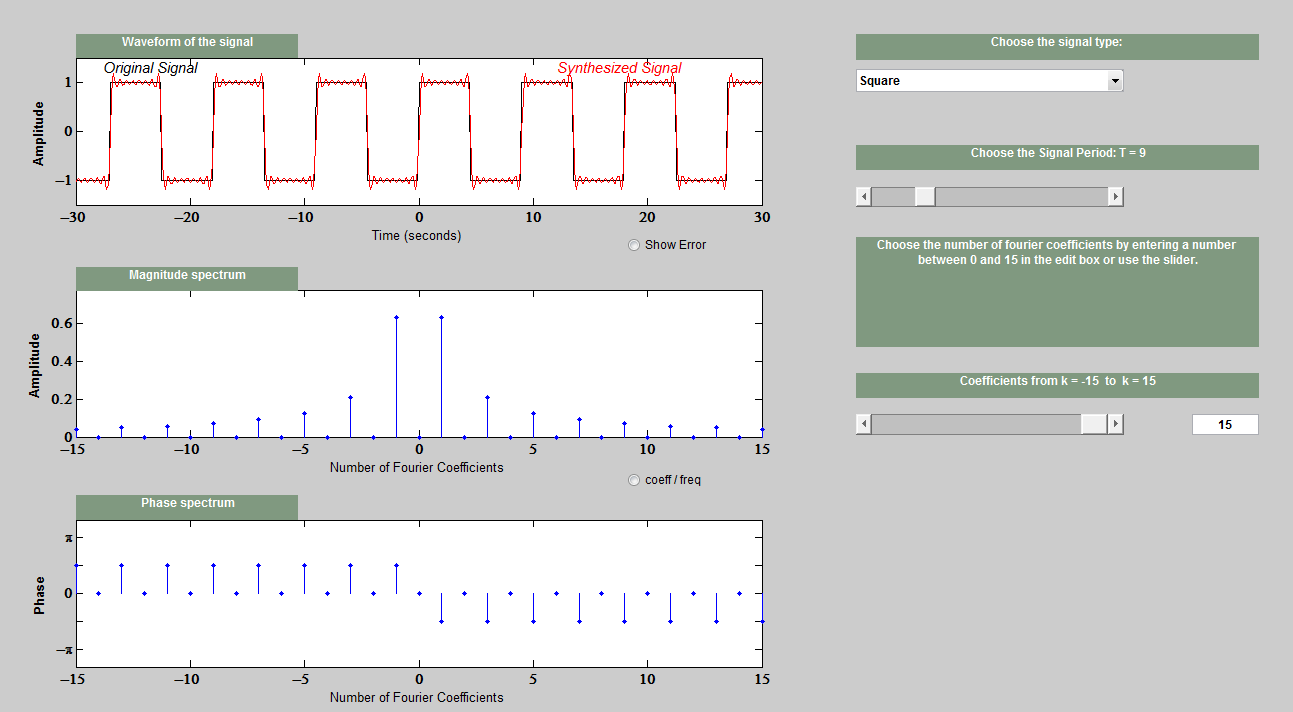 Waveform of the signal
Original Signal
Synthesized Signal
Amplitude
1
0
−1
−30
−20
−10
0
10
20
30
Time (seconds)
Show Error
Magnitude spectrum
Amplitude
0.6
0.4
0.2
0
−15
−10
−5
0
5
10
15
Number of Fourier Coefficients
coeff / freq
Phase spectrum
Phase
π
0
−π
−15
−10
−5
0
5
10
15
Number of Fourier Coefficients
Choose the signal type:
Square
Choose the Signal Period: T = 9
Choose the number of fourier coefficients by entering a number
between 0 and 15 in the edit box or use the slider.
Coefficients from k = -15 to k = 15
15